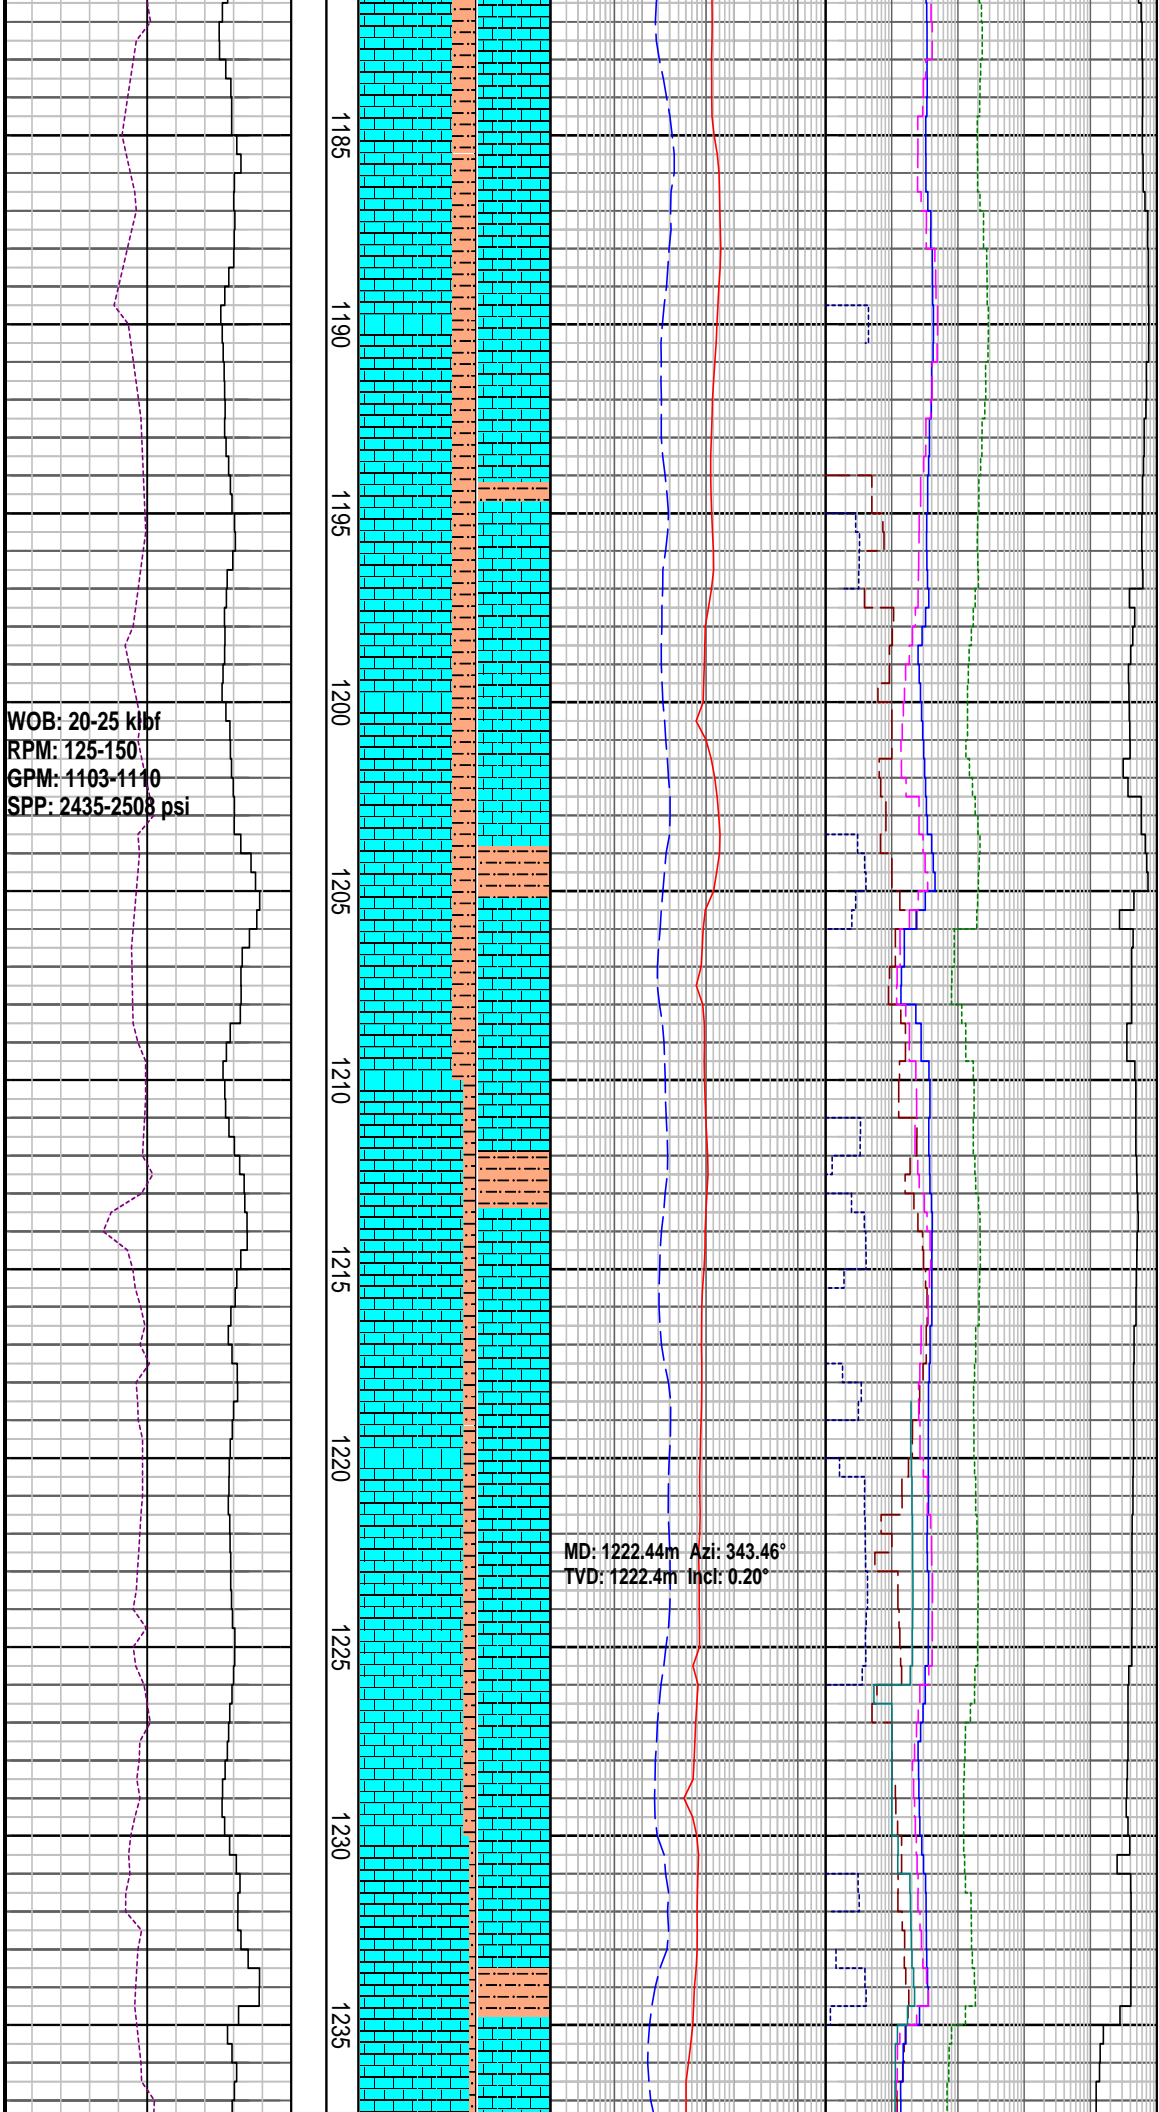 1185
1190
1195
1200
WOB: 20-25 klbf
RPM: 125-150
GPM: 1103-1110
SPP: 2435-2508 psi
1205
1210
1215
1220
MD: 1222.44m Azi: 343.46°
TVD: 1222.4m Incl: 0.20°
1225
1230
1235